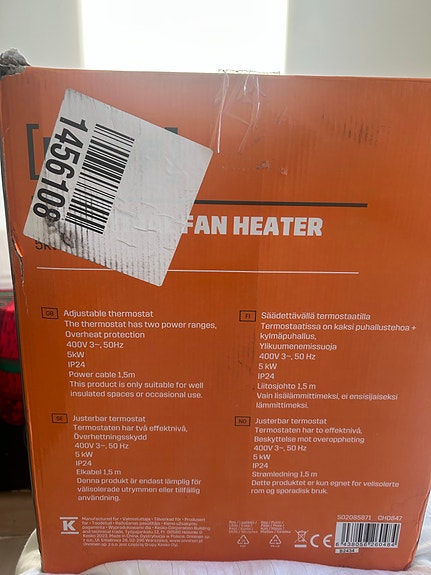 1456108
FAN HEATER
GB Adjustable thermostat
The thermostat has two power ranges,
Overheat protection
400V 3~, 50Hz
5kW
IP24
Power cable 1,5m
This product is only suitable for well
insulated spaces or occasional use.
FI Säädettävällä termostaatilla
Termostaatissa on kaksi puhallustehoa +
kylmäpuhallus,
Ylikuumenemissuoja
400V 3~, 50 Hz
5 kW
IP24
Liitosjohto 1,5 m
Vain lisälämmittimeksi, ei ensisijaiseksi
lämmittimeksi.
SE Justerbar termostat
Termostaten har två effektnivå,
Överhettningsskydd
400V 3~, 50 Hz
5 kW
IP24
Elkabel 1,5 m
Denna produkt är endast lämplig för
välisolerade utrymmen eller tillfällig
användning.
NO Justerbar termostat
Termostaten har to effektnivå,
Beskyttelse mot overoppheting
400V 3~, 50 Hz
5 kW
IP24
Strømledning 1,5 m
Dette produktet er kun egnet for velisolerte
rom og sporadisk bruk.
K
CE
S02085971 CH0847
6 438088 260488